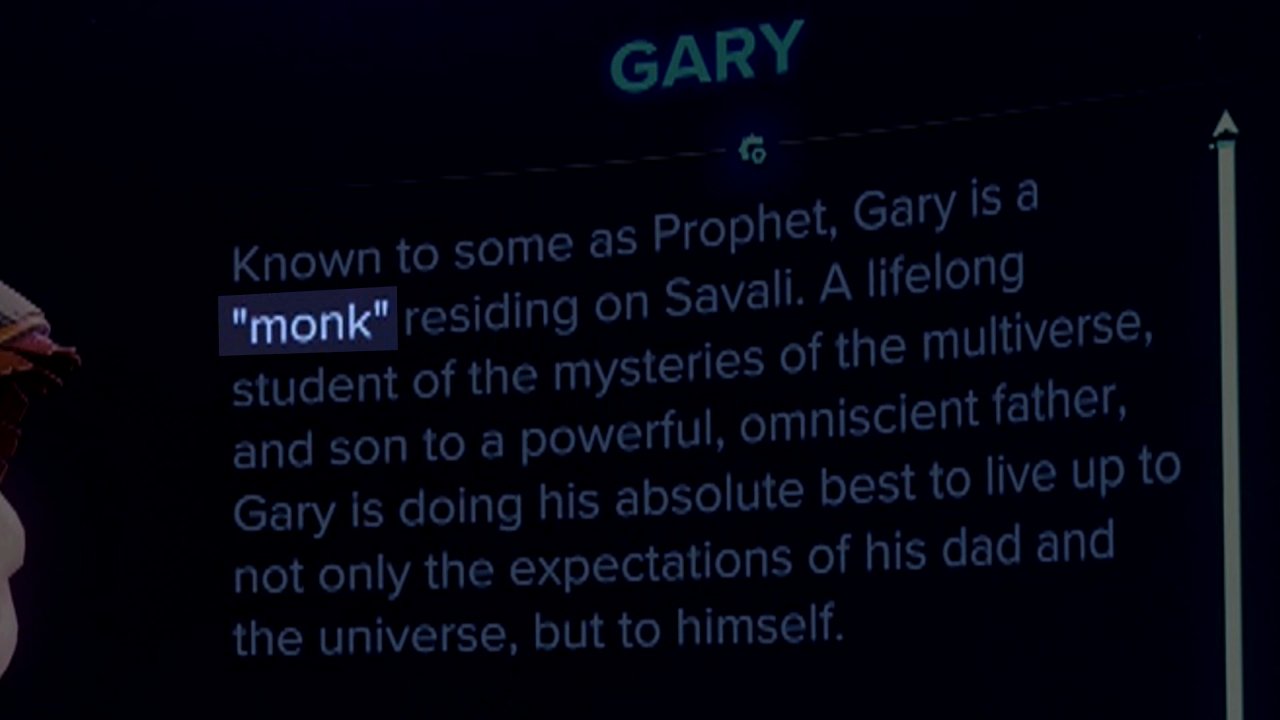 GARY
Known to some as Prophet, Gary is a
"monk" residing on Savali. A lifelong
student of the mysteries of the multiverse,
and son to a powerful, omniscient father,
Gary is doing his absolute best to live up to
not only the expectations of his dad and
the universe, but to himself.